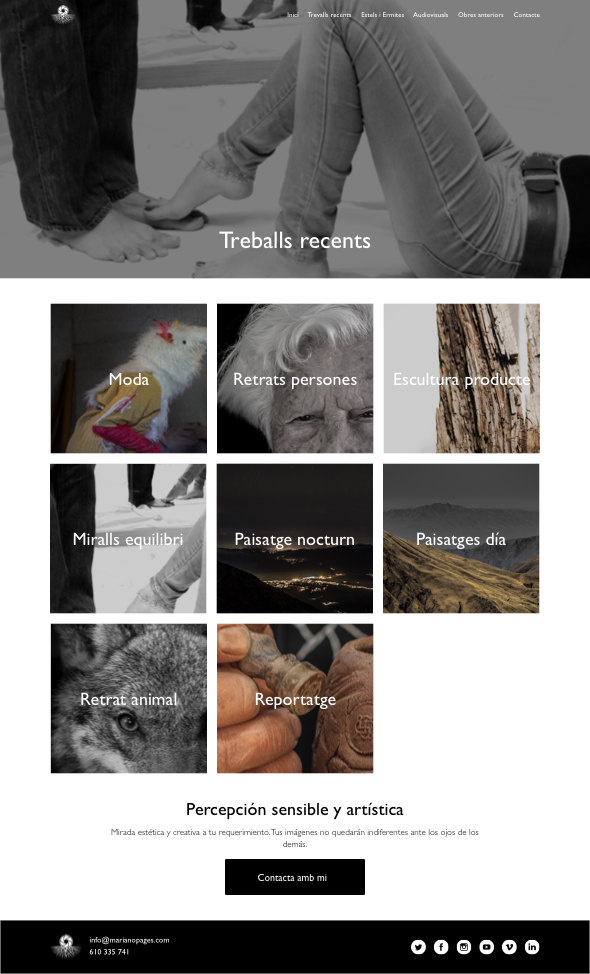 Inici Trevalls recents Estels i Ermites Audiovisuals Obres anteriors Contacte
Treballs recents
Moda Retrats persones Escultura producte
Miralls equilibri Paisatge nocturn Paisatges día
Retrat animal Reportatge
Percepción sensible y artística
Mirada estética y creativa a tu requerimiento. Tus imágenes no quedarán indiferentes ante los ojos de los
demás.
Contacta amb mi
info@marianopages.com
610 335 741